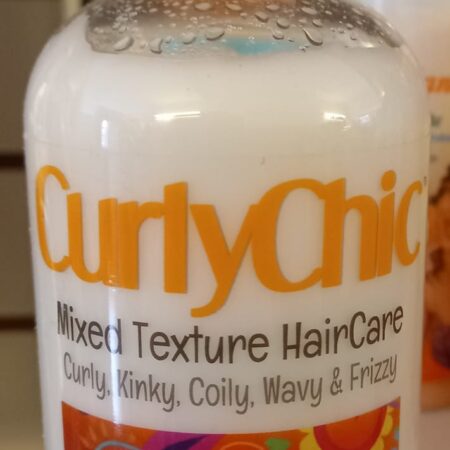 CurlyChic
Mixed Texture HairCare
Curly, Kinky, Coily, Wavy & Frizzy